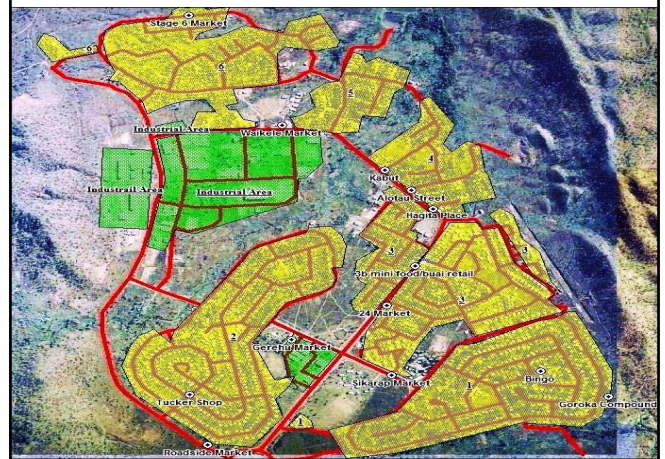 Stage 6 Market
6
6
5
Industrial Area
Waikele Market
4
Kabut
Industrail Area
Industrial Area
Alotau Street
Hagita Place
3
3
3b mini food/buai retail
3
24 Market
2
Gerehu Market
Sikarap Market
1
Bingo
Tucker Shop
Goroka Compound
1
Roadside Market